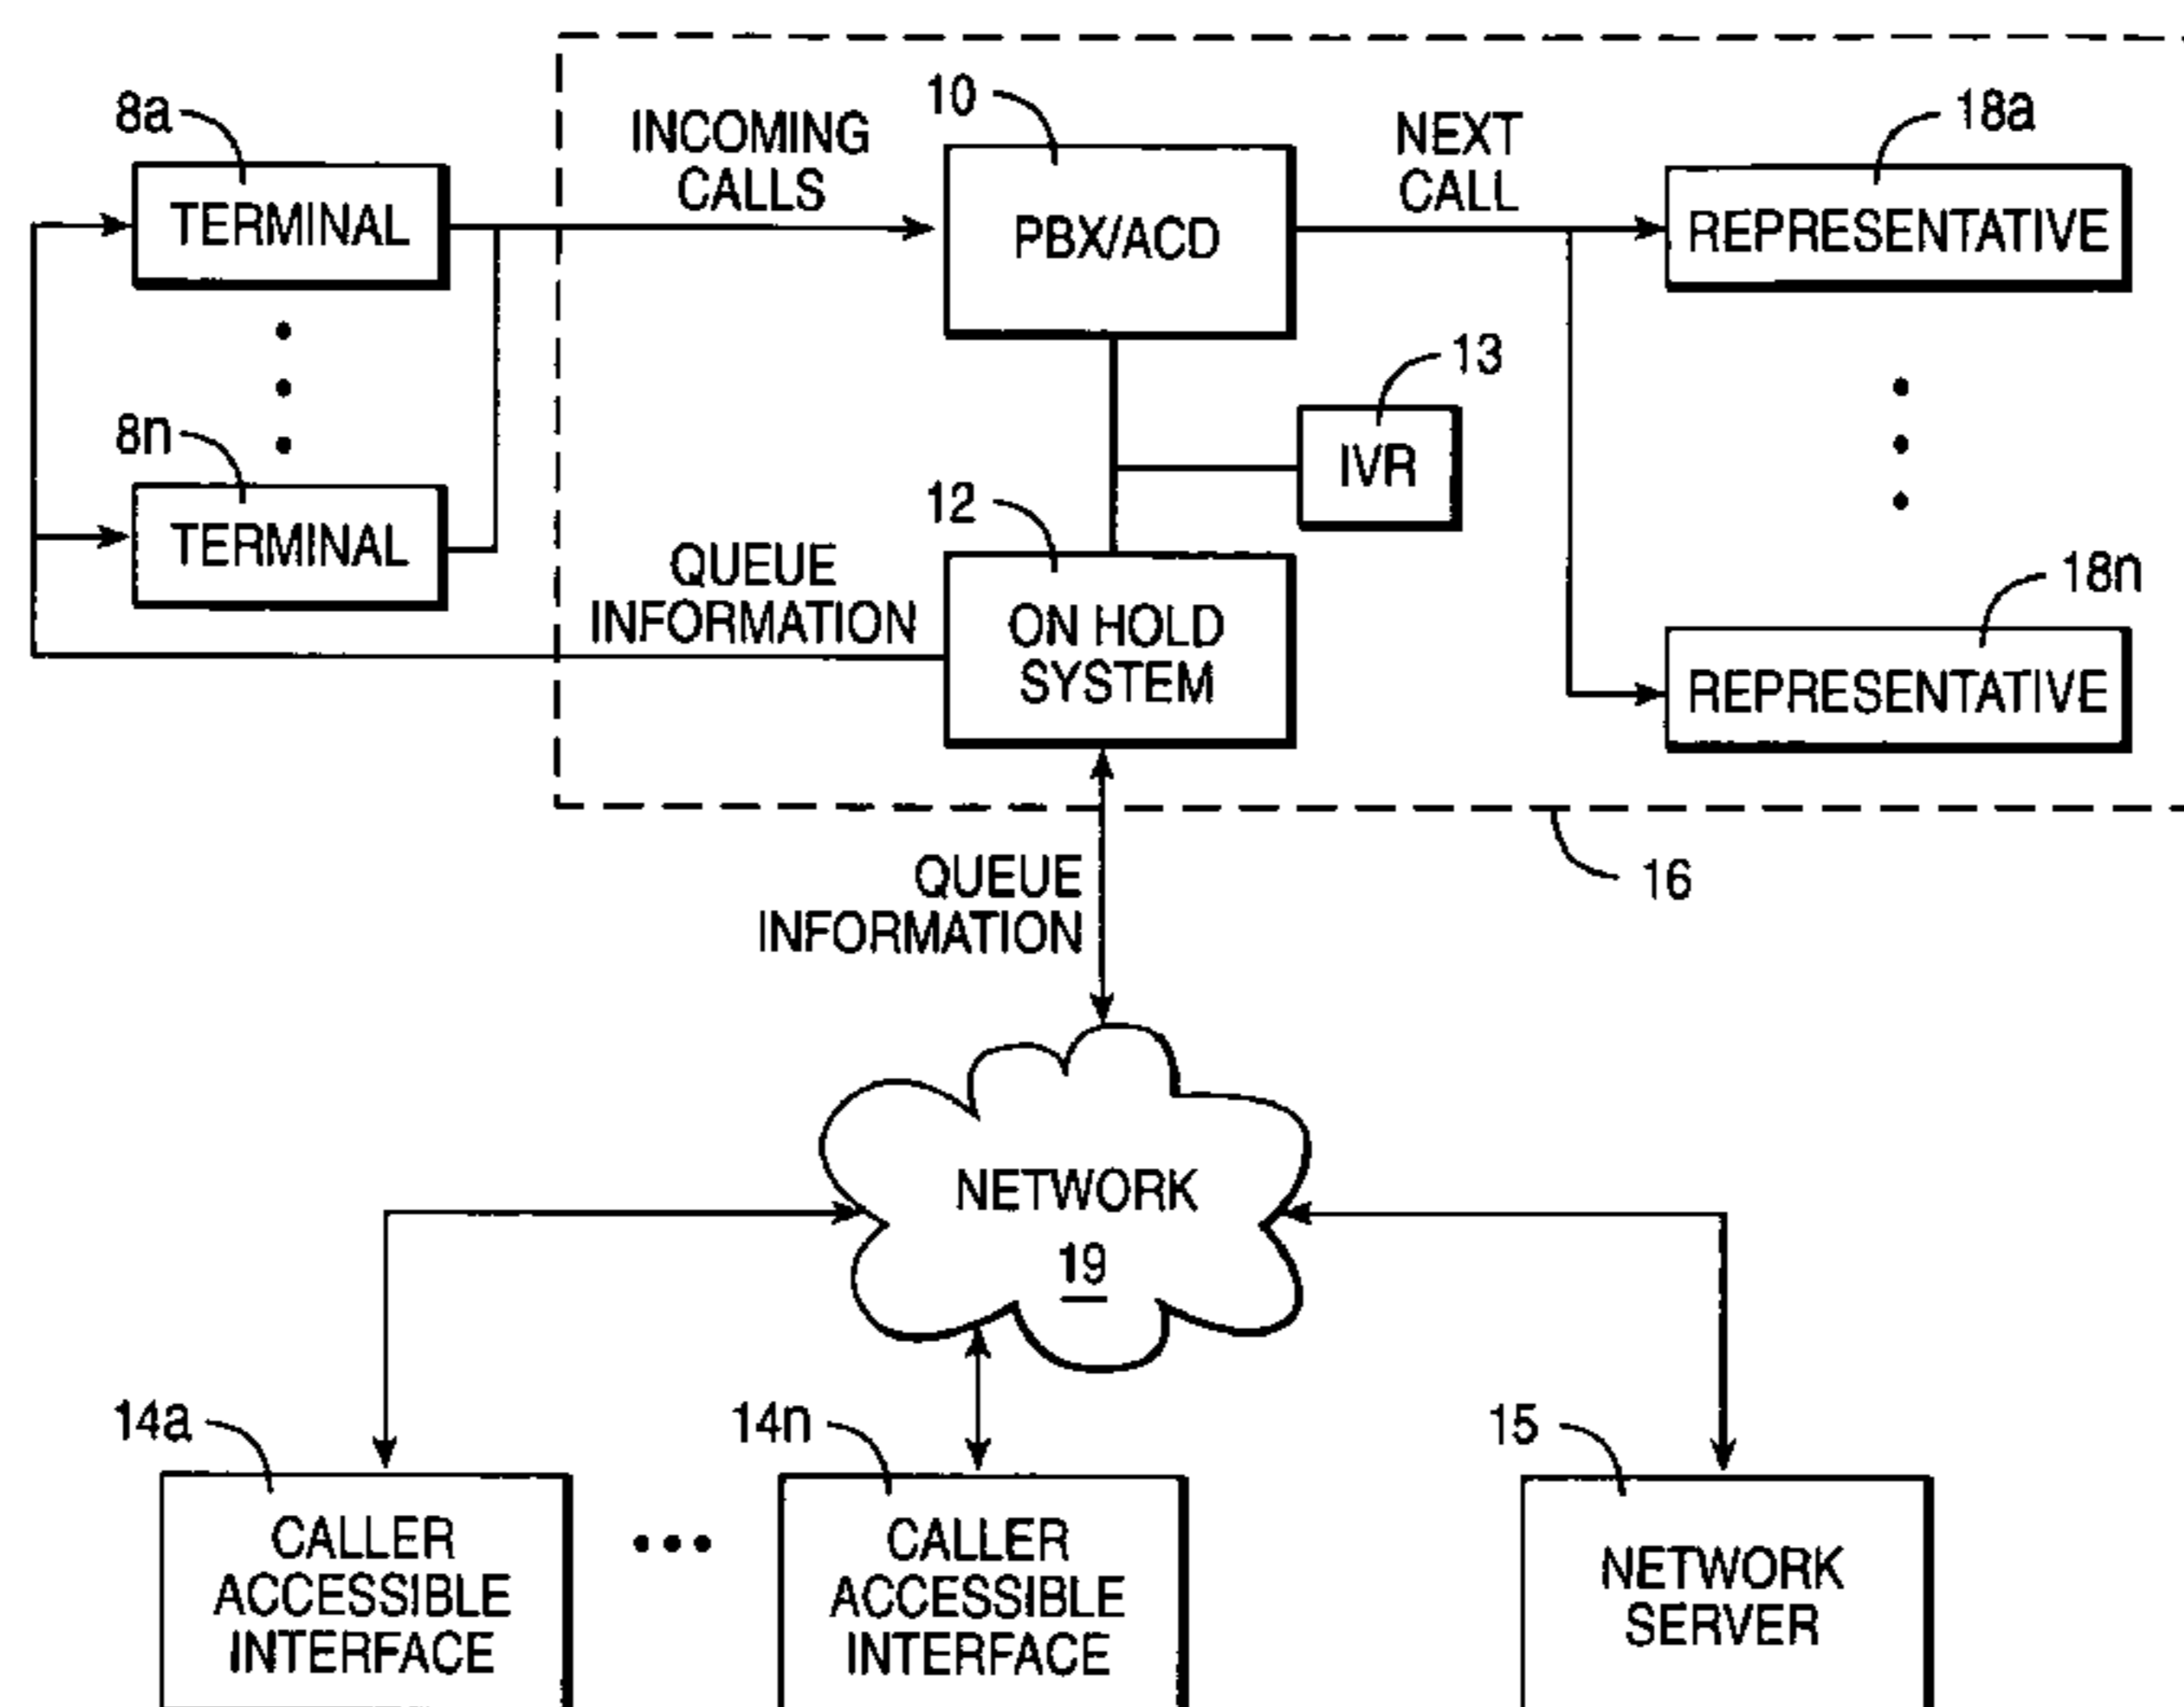 8a
TERMINAL
8n
TERMINAL
INCOMING
CALLS
10
PBX/ACD
NEXT
CALL
18a
REPRESENTATIVE
13
IVR
12
ON HOLD
SYSTEM
QUEUE
INFORMATION
18n
REPRESENTATIVE
16
QUEUE
INFORMATION
NETWORK
19
14a
CALLER
ACCESSIBLE
INTERFACE
14n
CALLER
ACCESSIBLE
INTERFACE
15
NETWORK
SERVER